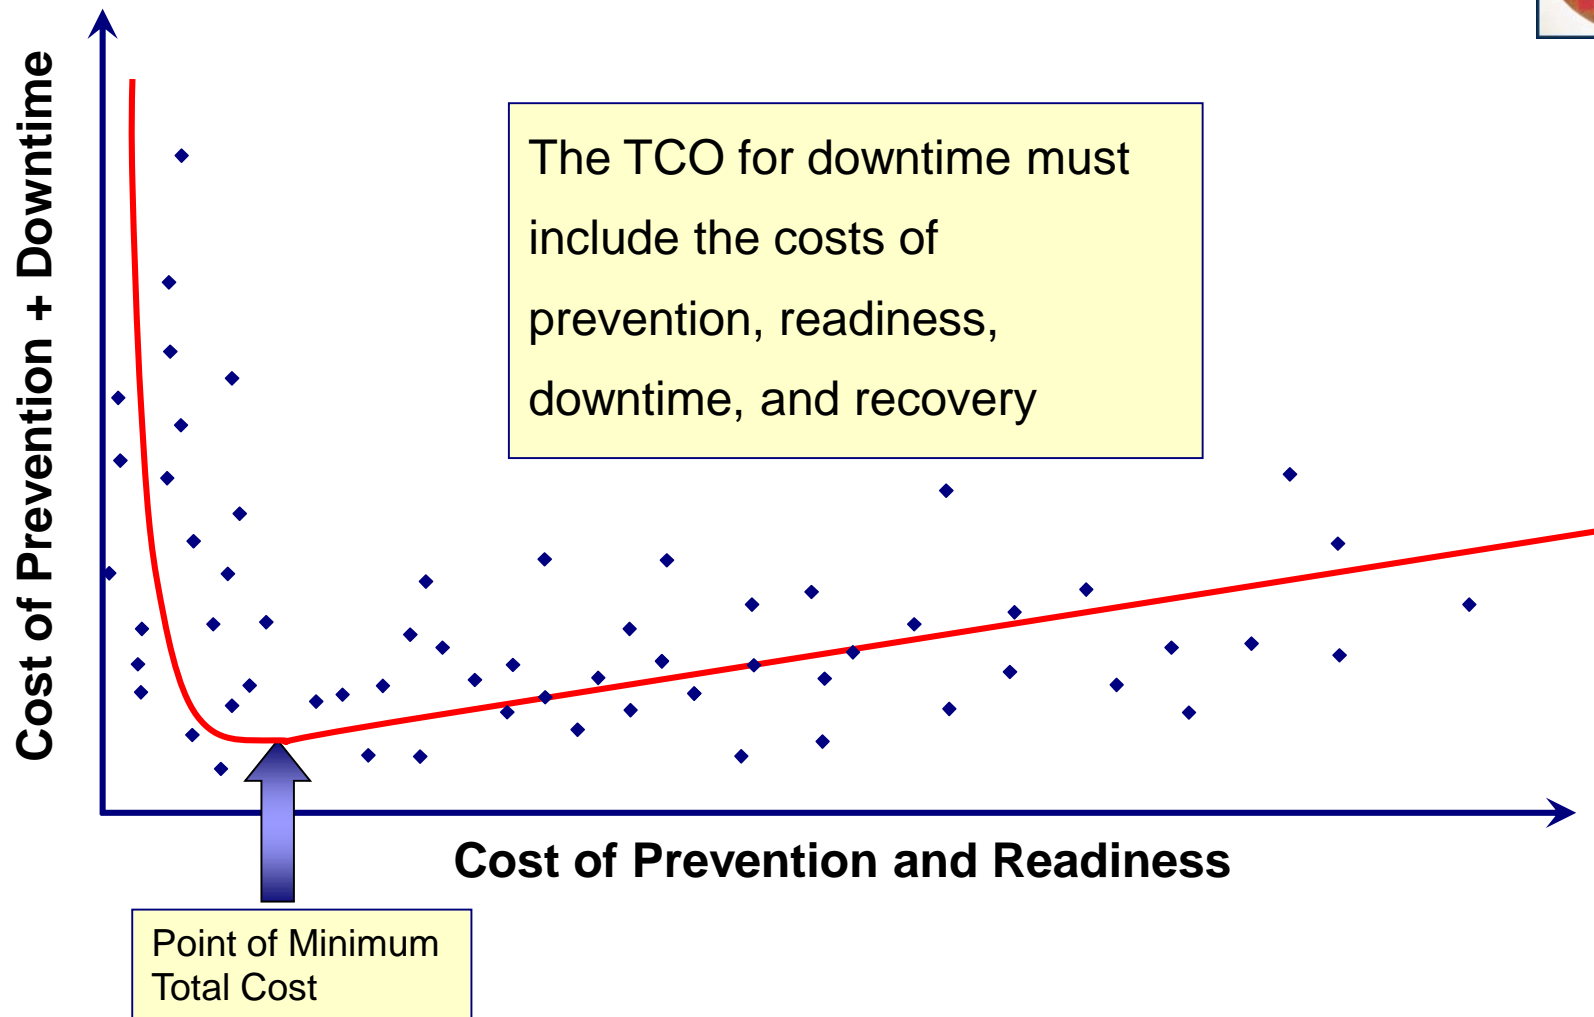 Cost of Prevention + Downtime
The TCO for downtime must
include the costs of
prevention, readiness,
downtime, and recovery
Cost of Prevention and Readiness
Point of Minimum
Total Cost